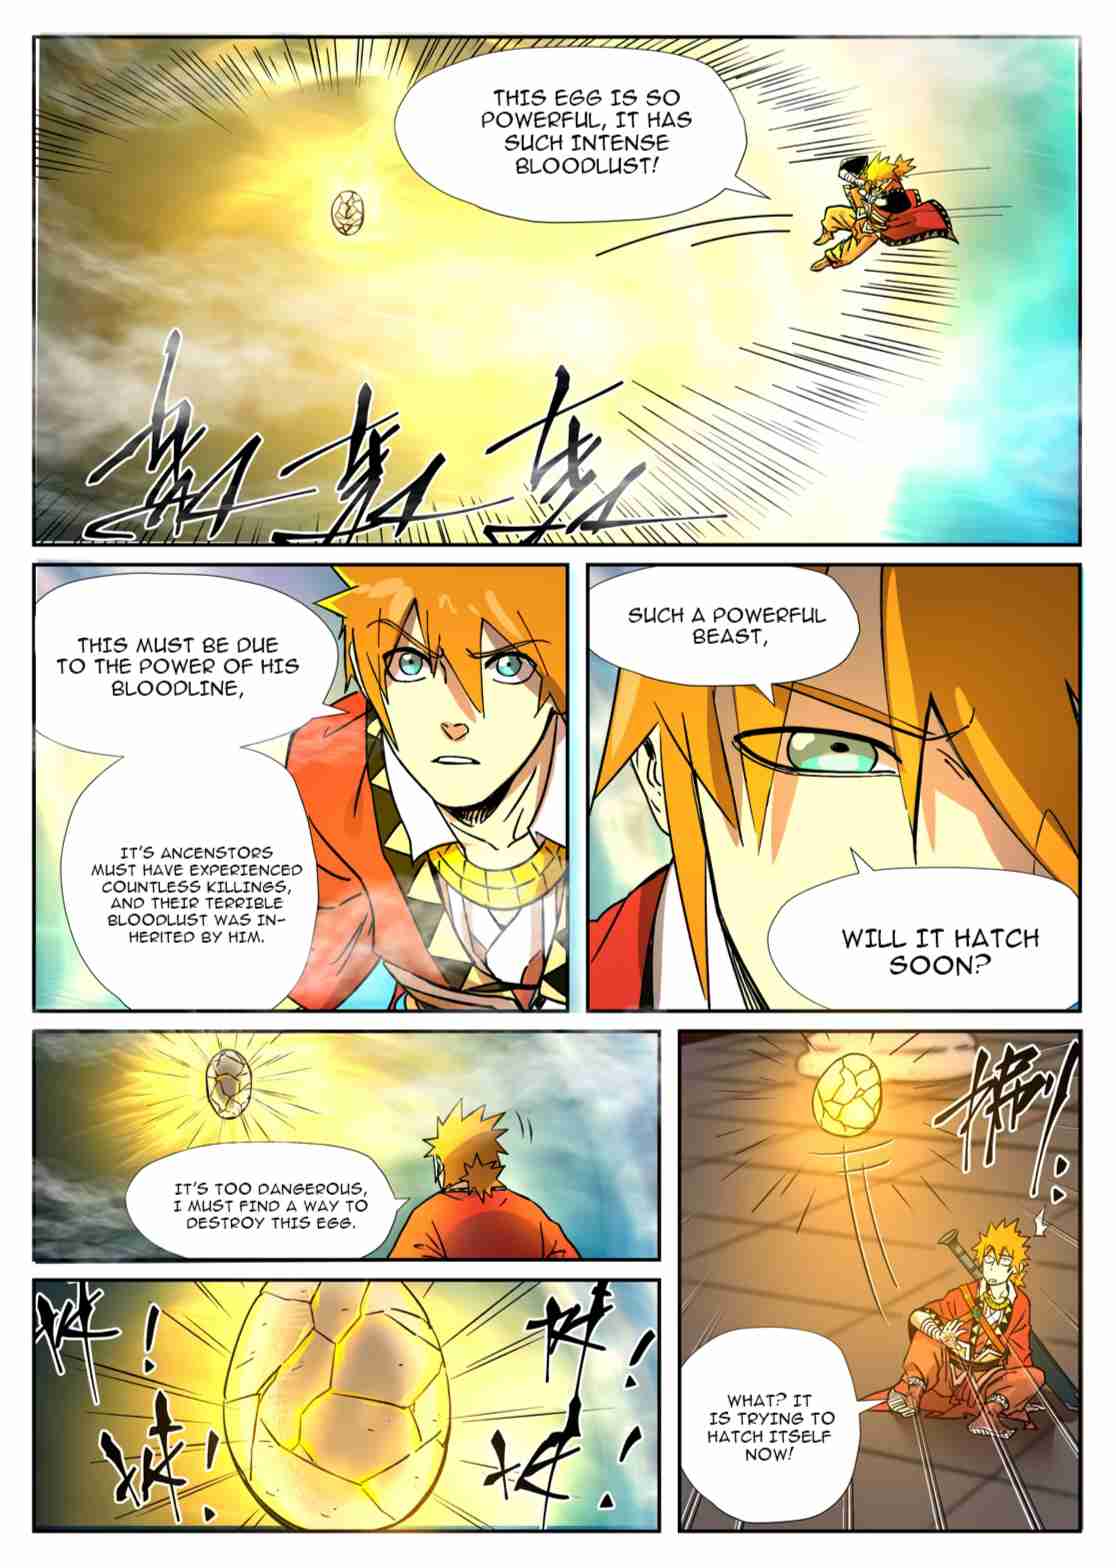 THIS EGG IS SO
POWERFUL, IT HAS
SUCH INTENSE
BLOODLUST!
轰轰轰
THIS MUST BE DUE
TO THE POWER OF HIS
BLOODLINE,
IT'S ANCENSTORS
MUST HAVE EXPERIENCED
COUNTLESS KILLINGS,
AND THEIR TERRIBLE
BLOODLUST WAS IN-
HERITED BY HIM.
SUCH A POWERFUL
BEAST,
WILL IT HATCH
SOON?
IT'S TOO DANGEROUS,
I MUST FIND A WAY TO
DESTROY THIS EGG.
WHAT? IT
IS TRYING TO
HATCH ITSELF
NOW!